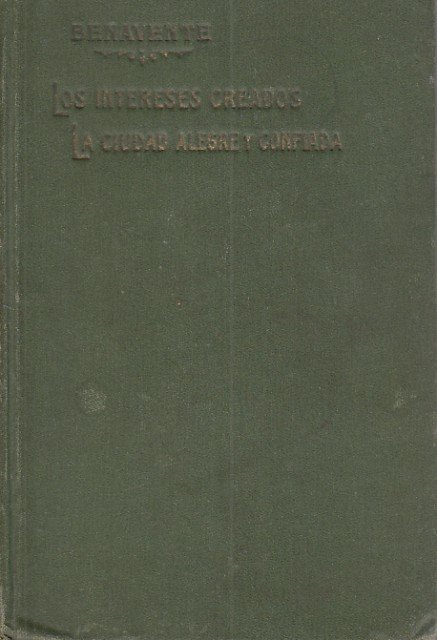 BENAVENTE
LOS INTERESES CREADOS
LA CIUDAD ALEGRE Y CONFIADA